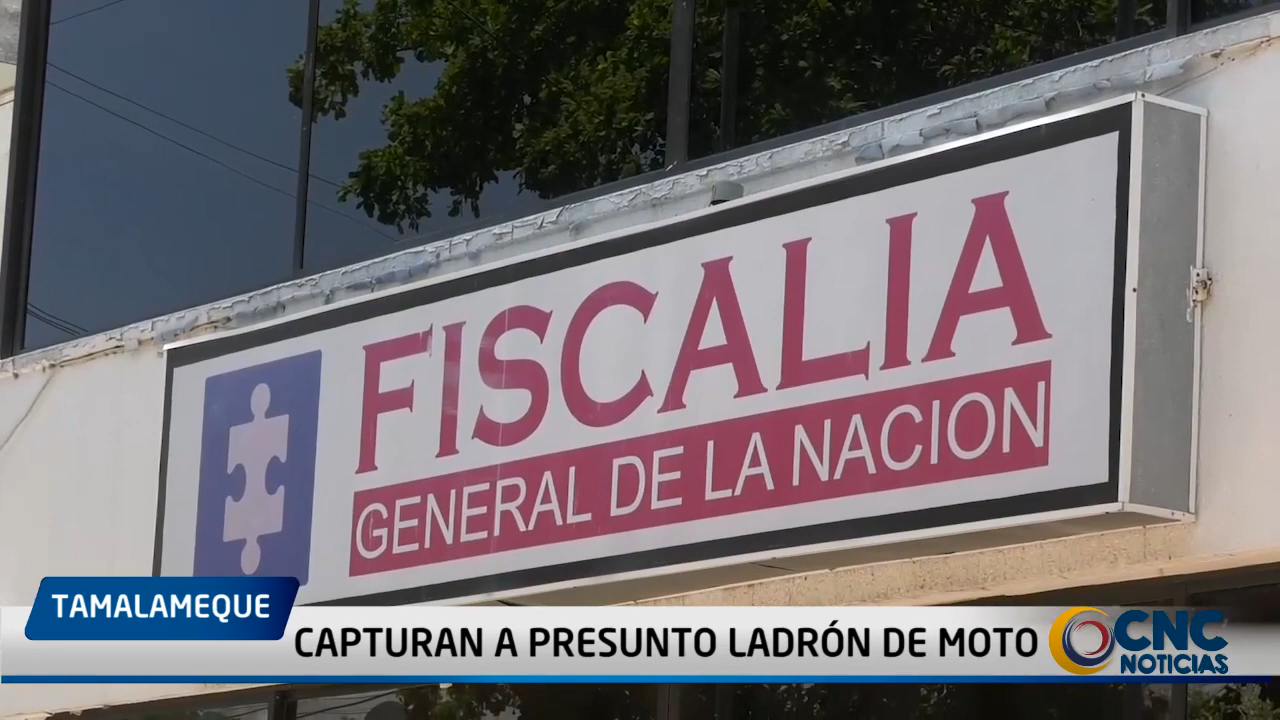 FISCALIA
GENERAL DE LA NACION
TAMALAMEQUE
CAPTURAN A PRESUNTO LADRÓN DE MOTO
CNC
NOTICIAS